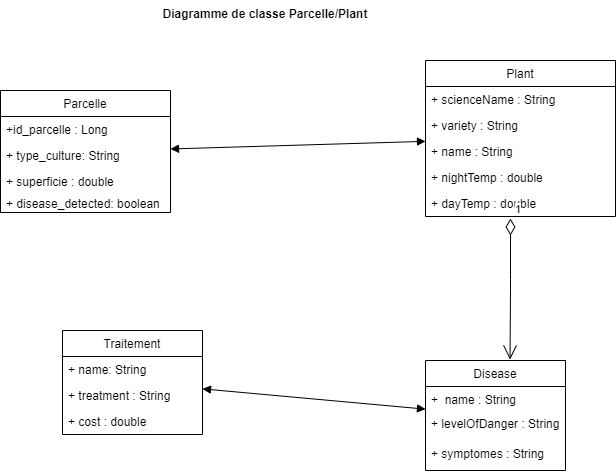 Diagramme de classe Parcelle/Plant
Parcelle
+id_parcelle : Long
+ type_culture: String
+ superficie : double
+ disease_detected: boolean
Plant
+ scienceName : String
+ variety : String
+ name : String
+ nightTemp : double
+ dayTemp : double
Traitement
+ name: String
+ treatment : String
+ cost : double
Disease
+ name : String
+ levelOfDanger : String
+ symptomes : String